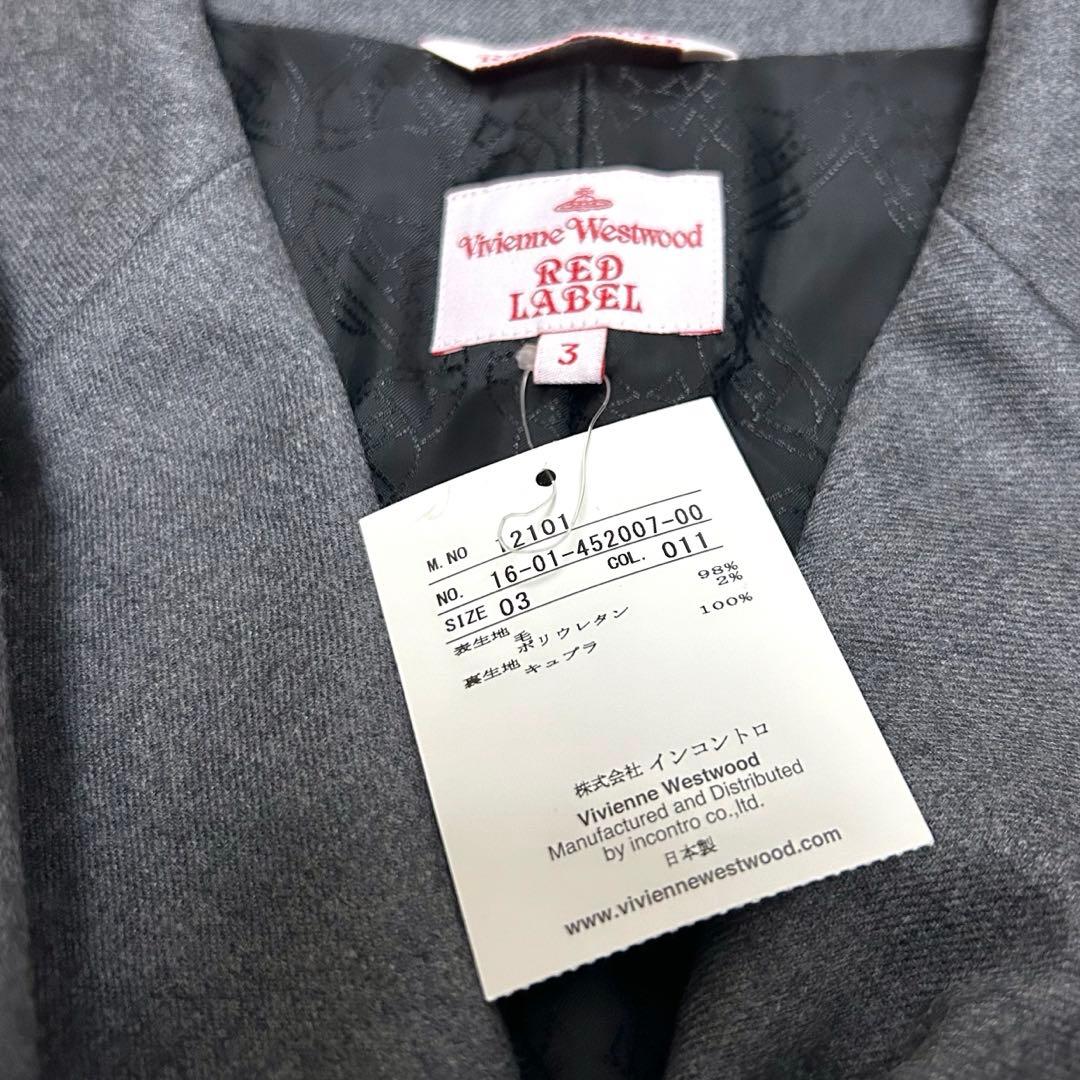 Vivienne Westwood
RED
LABEL
3
M. NO 12101
NO. 16-01-452007-00
SIZE 03 COL. 011
表生地 毛 98%
ポリウレタン 2%
裏生地 キュプラ 100%
株式会社 インコントロ
Vivienne Westwood
Manufactured and Distributed
by incontro co.,ltd.
日本製
www.viviennewestwood.com